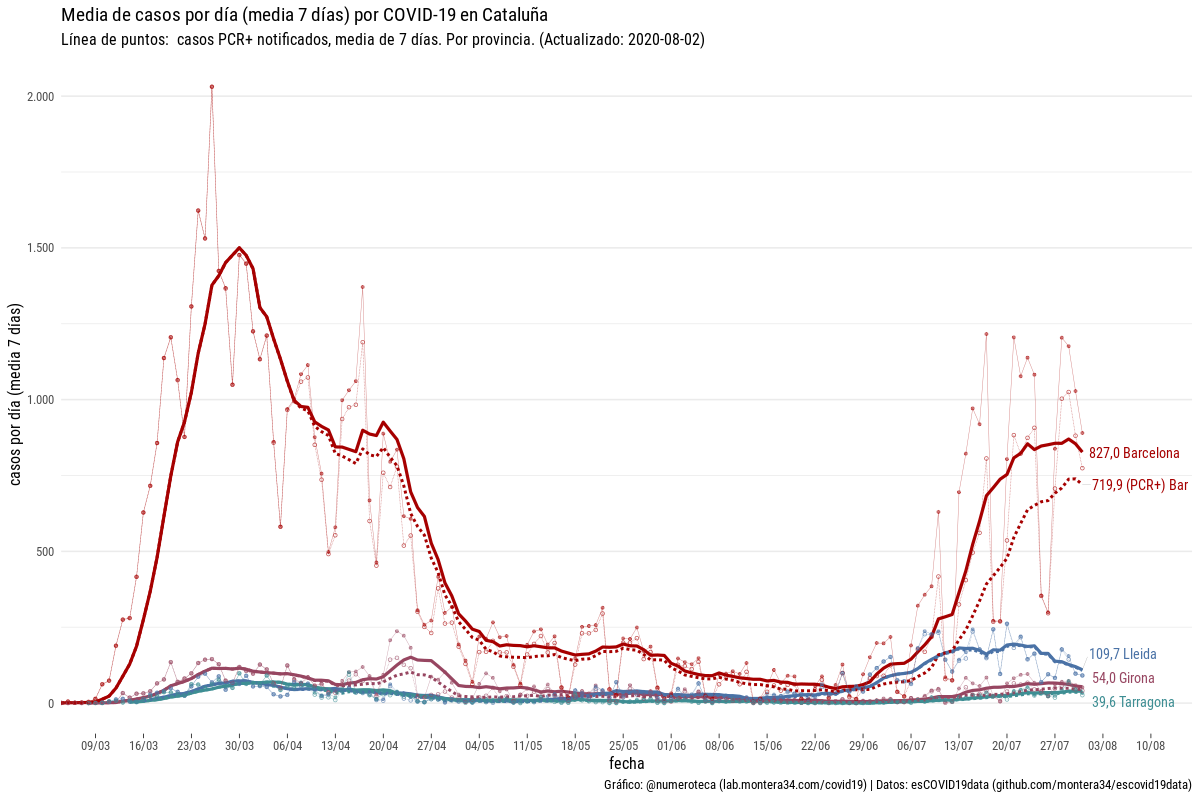 Media de casos por día (media 7 días) por COVID-19 en Cataluña
Línea de puntos:  casos PCR+ notificados, media de 7 días. Por provincia. (Actualizado: 2020-08-02)
casos por día (media 7 días)
2.000
1.500
1.000
500
0
827,0 Barcelona
719,9 (PCR+) Bar
109,7 Lleida
54,0 Girona
39,6 Tarragona
09/03 16/03 23/03 30/03 06/04 13/04 20/04 27/04 04/05 11/05 18/05 25/05 01/06 08/06 15/06 22/06 29/06 06/07 13/07 20/07 27/07 03/08 10/08
fecha
Gráfico: @numeroteca (lab.montera34.com/covid19) | Datos: esCOVID19data (github.com/montera34/escovid19data)